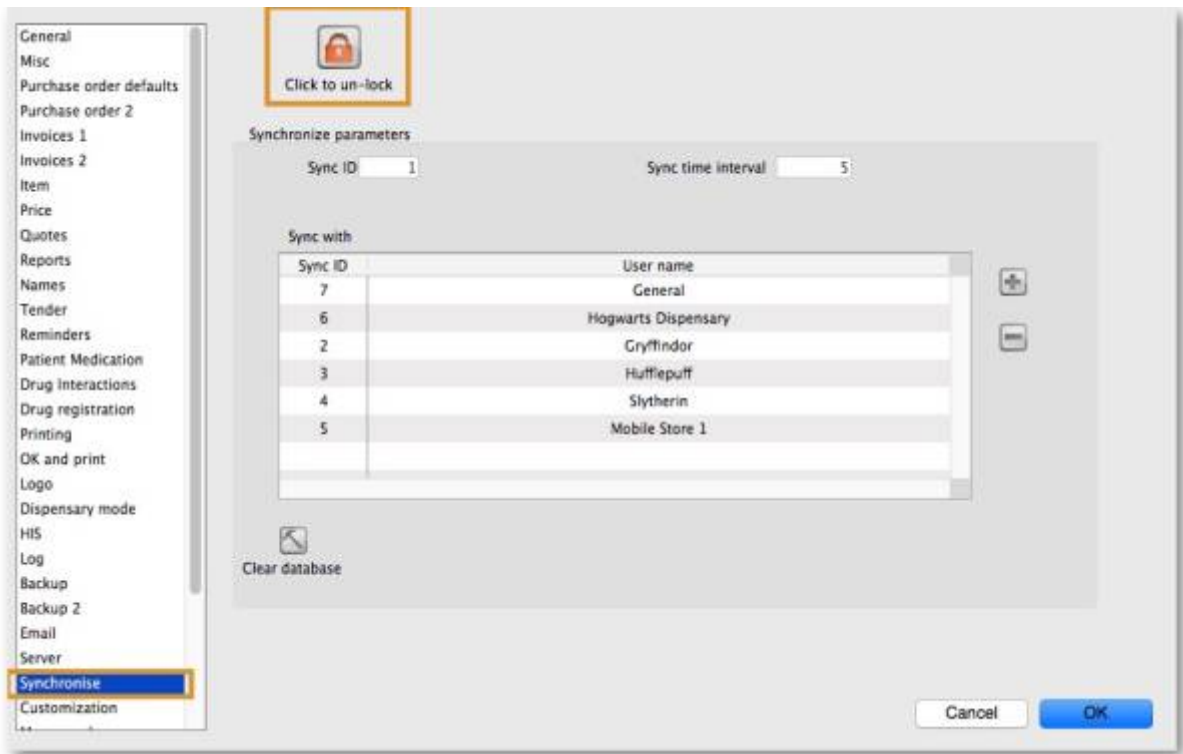 General
Misc
Purchase order defaults
Purchase order 2
Invoices 1
Invoices 2
Item
Price
Quotes
Reports
Names
Tender
Reminders
Patient Medication
Drug Interactions
Drug registration
Printing
OK and print
Logo
Dispensary mode
HIS
Log
Backup
Backup 2
Email
Server
Synchronise
Customization
Click to un-lock
Synchronize parameters
Sync ID 1 Sync time interval 5
Sync with
Sync ID User name
7 General
6 Hogwarts Dispensary
2 Gryffindor
3 Hufflepuff
4 Slytherin
5 Mobile Store 1
Clear database
Cancel OK